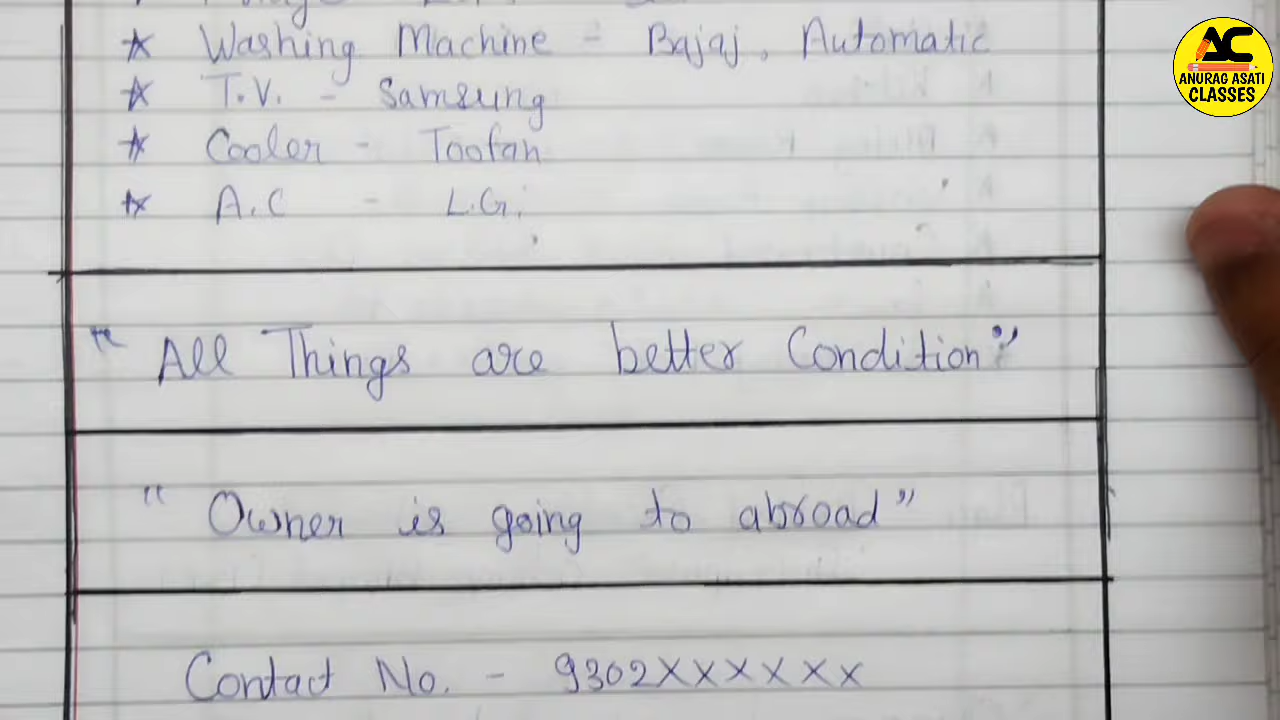 ★ Washing Machine - Bajaj, Automatic
★ T.V. - Samsung
★ Cooler - Toofan
★ A.C - L.G.
" All Things are better Condition"
" Owner is going to abroad"
Contact No. - 9302XXXXXX
AC
ANURAG ASATI
CLASSES